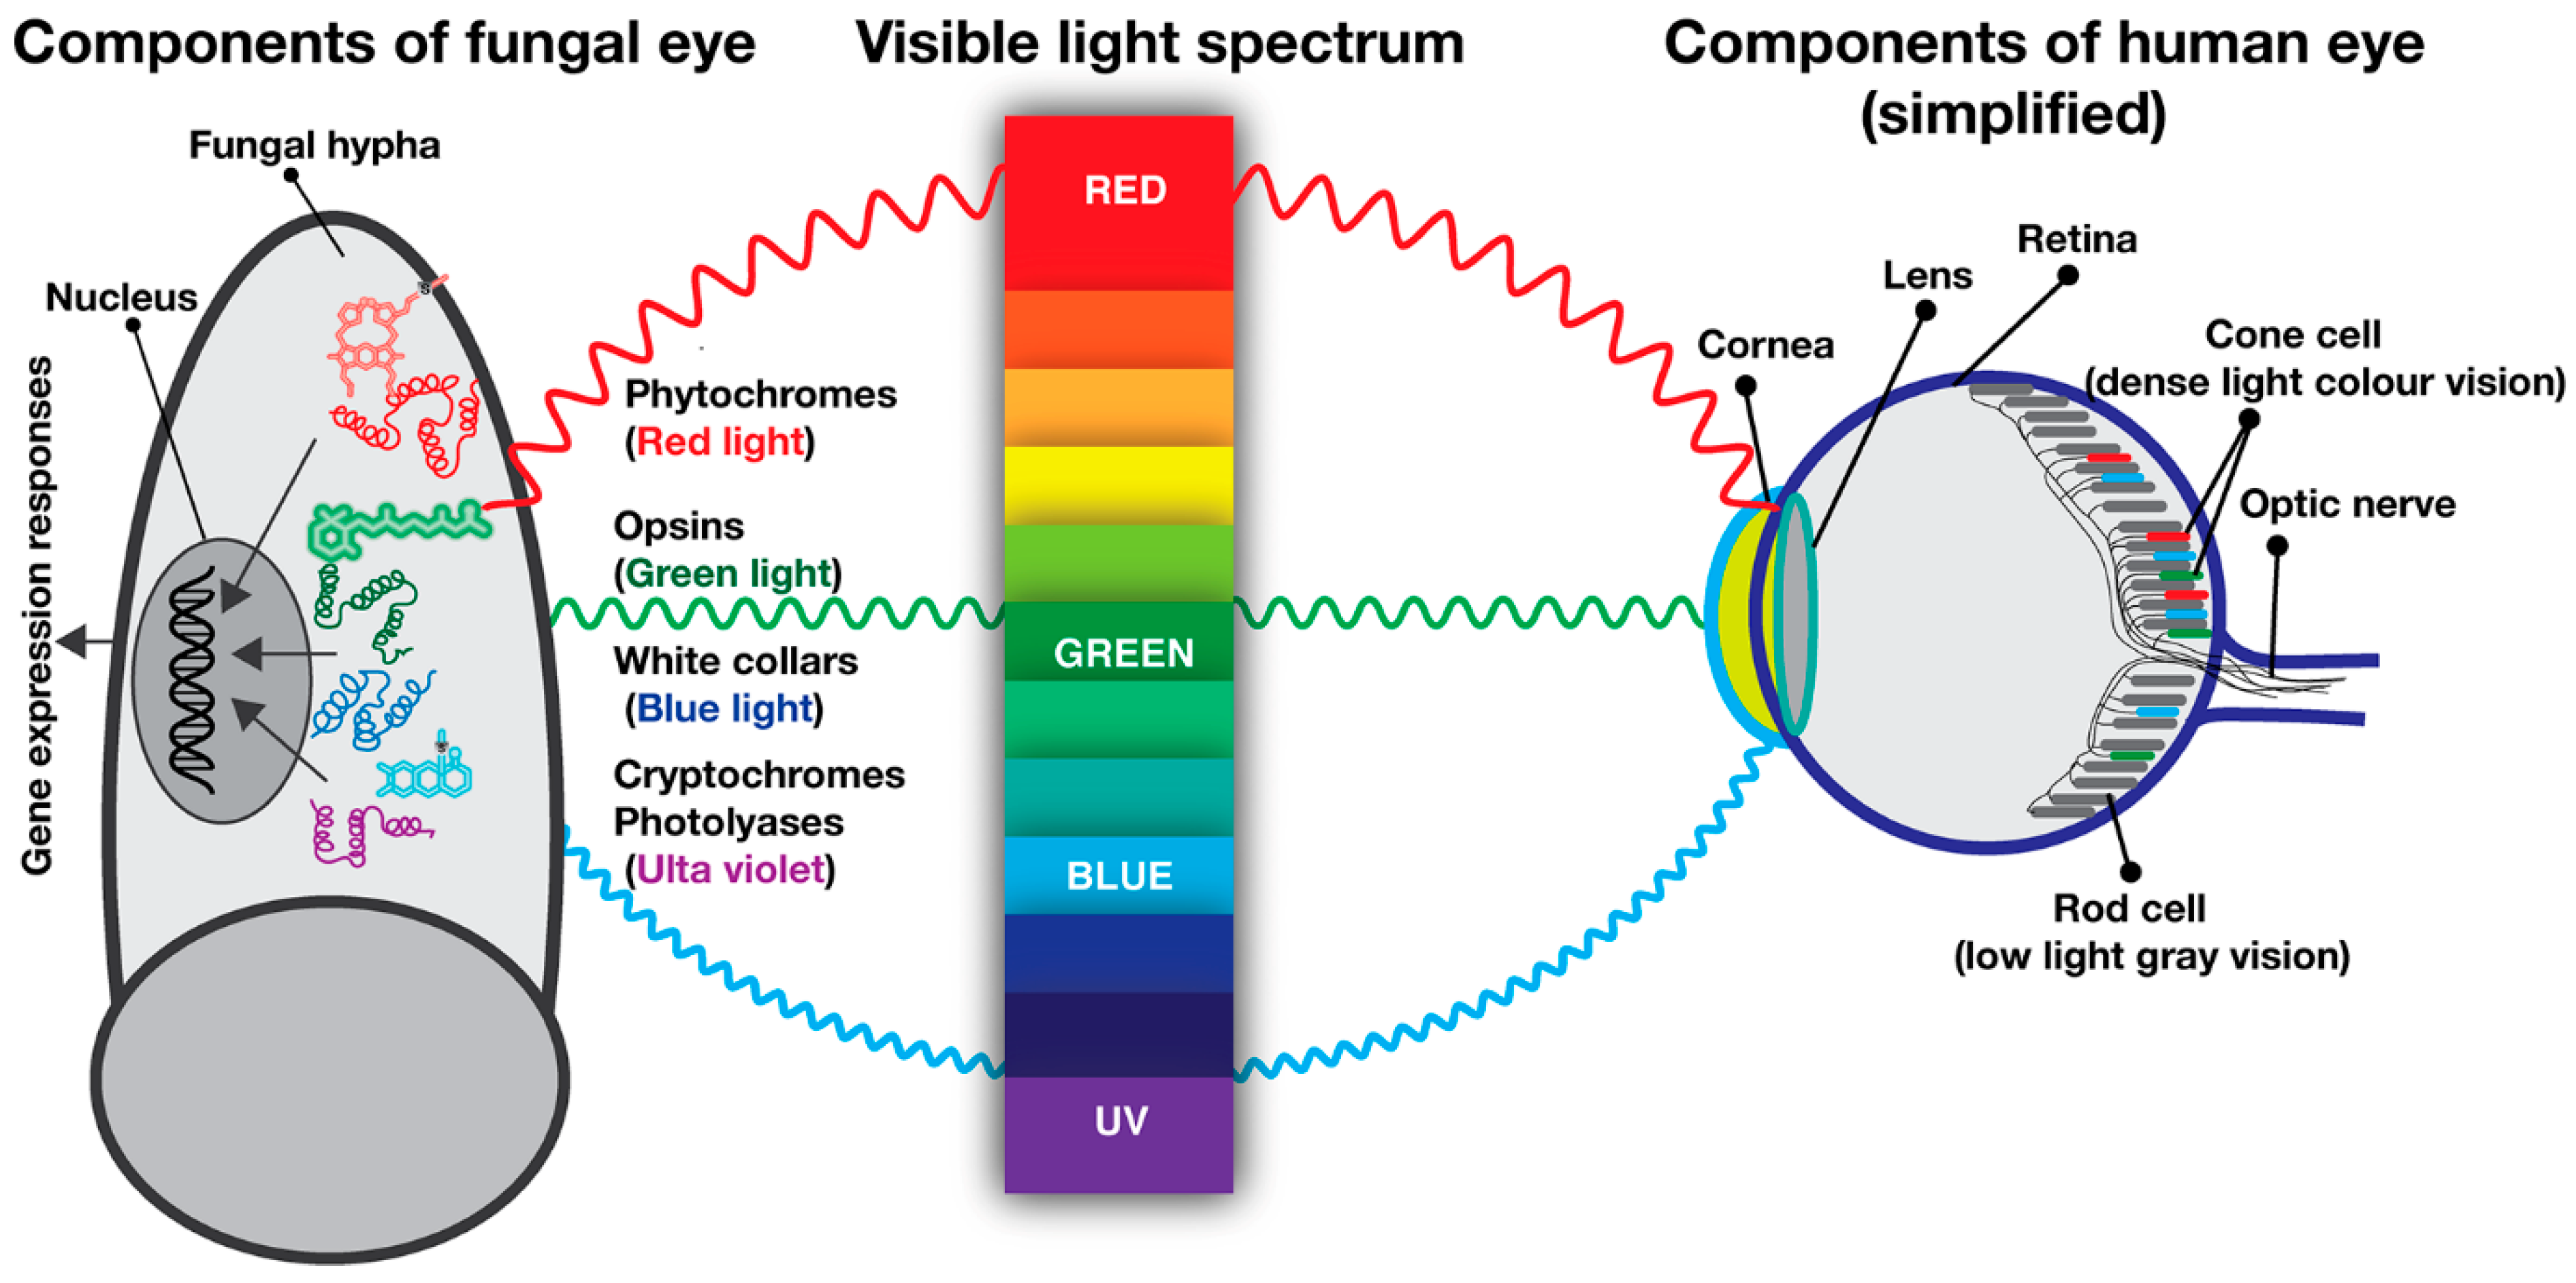 Components of fungal eye
Visible light spectrum
Components of human eye
(simplified)
Fungal hypha
Nucleus
Gene expression responses
S
S
Phytochromes
(Red light)
Opsins
(Green light)
White collars
(Blue light)
Cryptochromes
Photolyases
(Ulta violet)
RED
GREEN
BLUE
UV
Retina
Lens
Cornea
Cone cell
(dense light colour vision)
Optic nerve
Rod cell
(low light gray vision)